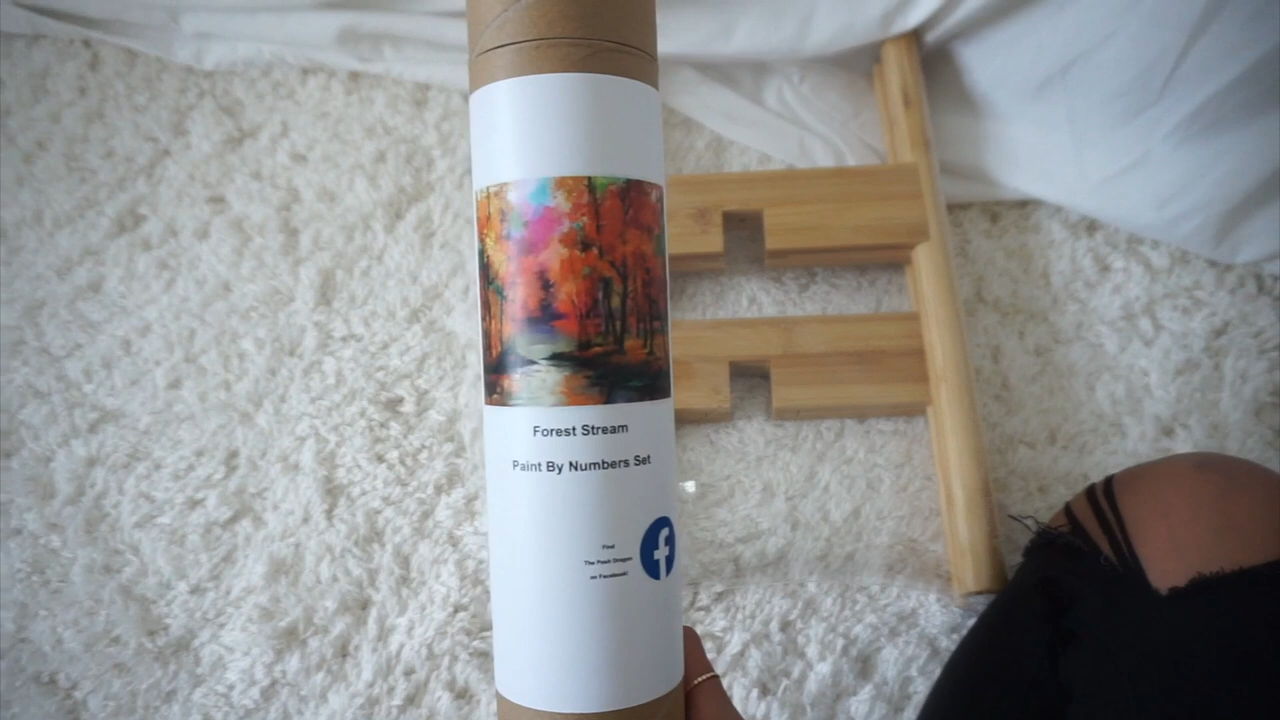 Forest Stream
Paint By Numbers Set
Find
The Posh Dragon
on Facebook!
f